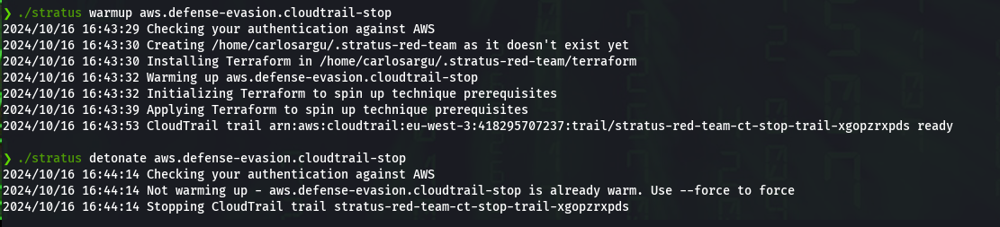 ❯ ./stratus warmup aws.defense-evasion.cloudtrail-stop
2024/10/16 16:43:29 Checking your authentication against AWS
2024/10/16 16:43:30 Creating /home/carlosargu/.stratus-red-team as it doesn't exist yet
2024/10/16 16:43:30 Installing Terraform in /home/carlosargu/.stratus-red-team/terraform
2024/10/16 16:43:32 Warming up aws.defense-evasion.cloudtrail-stop
2024/10/16 16:43:32 Initializing Terraform to spin up technique prerequisites
2024/10/16 16:43:39 Applying Terraform to spin up technique prerequisites
2024/10/16 16:43:53 CloudTrail trail arn:aws:cloudtrail:eu-west-3:418295707237:trail/stratus-red-team-ct-stop-trail-xgopzrxpds ready
❯ ./stratus detonate aws.defense-evasion.cloudtrail-stop
2024/10/16 16:44:14 Checking your authentication against AWS
2024/10/16 16:44:14 Not warming up - aws.defense-evasion.cloudtrail-stop is already warm. Use --force to force
2024/10/16 16:44:14 Stopping CloudTrail trail stratus-red-team-ct-stop-trail-xgopzrxpds